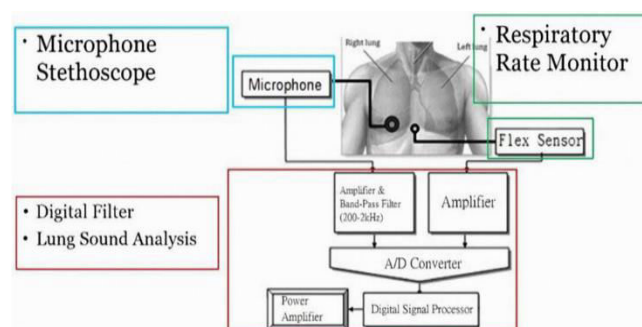 • Microphone
Stethoscope
Microphone
Right lung
Left lung
• Respiratory
Rate Monitor
Flex Sensor
• Digital Filter
• Lung Sound Analysis
Amplifier &
Band-Pass Filter
(200-2kHz)
Amplifier
A/D Converter
Power
Amplifier
Digital Signal Processor